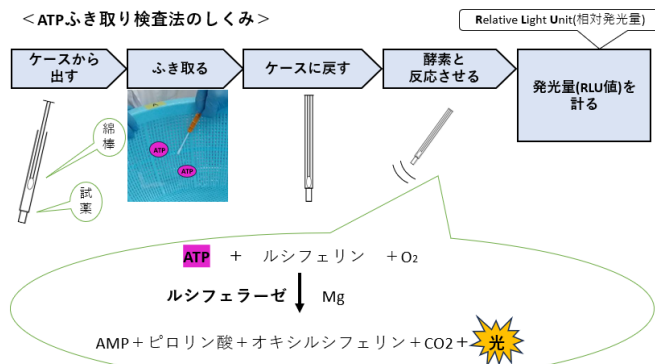 ＜ATPふき取り検査法のしくみ＞
Relative Light Unit(相対発光量)
ケースから
出す
ふき取る
ケースに戻す
酵素と
反応させる
発光量(RLU値)を
計る
綿棒
試薬
ATP
ATP
ATP ＋ ルシフェリン ＋O₂
ルシフェラーゼ Mg
AMP＋ピロリン酸＋オキシルシフェリン＋CO2＋光